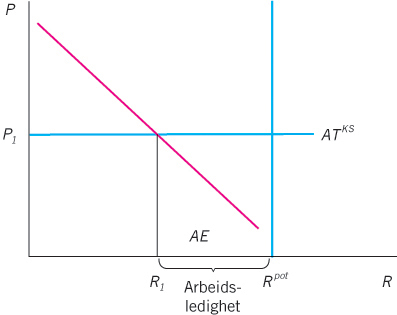 P
P1
AT^KS
AE
R1
R^pot
R
Arbeids-
ledighet